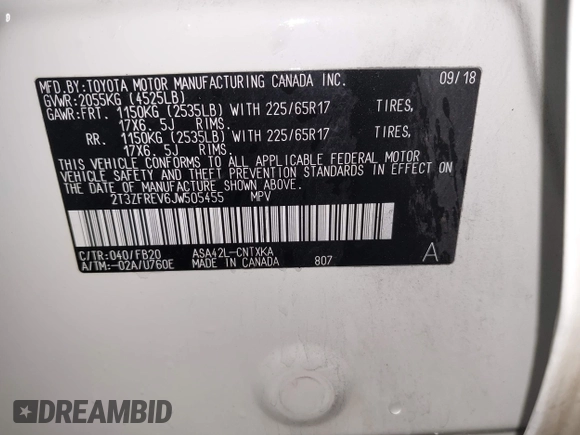 MFD.BY:TOYOTA MOTOR MANUFACTURING CANADA INC. 09/18
GVWR:2055KG (4525LB)
GAWR:FRT. 1150KG (2535LB) WITH 225/65R17 TIRES,
17X6. 5J RIMS.
RR. 1150KG (2535LB) WITH 225/65R17 TIRES,
17X6. 5J RIMS.
THIS VEHICLE CONFORMS TO ALL APPLICABLE FEDERAL MOTOR
VEHICLE SAFETY AND THEFT PREVENTION STANDARDS IN EFFECT
ON THE DATE OF MANUFACTURE SHOWN ABOVE.
2T3ZFREV6JW505455 MPV
C/TR:040/FB20 ASA42L-CNTXKA
A/TM:-02A/U760E MADE IN CANADA 807 A
DREAMBID